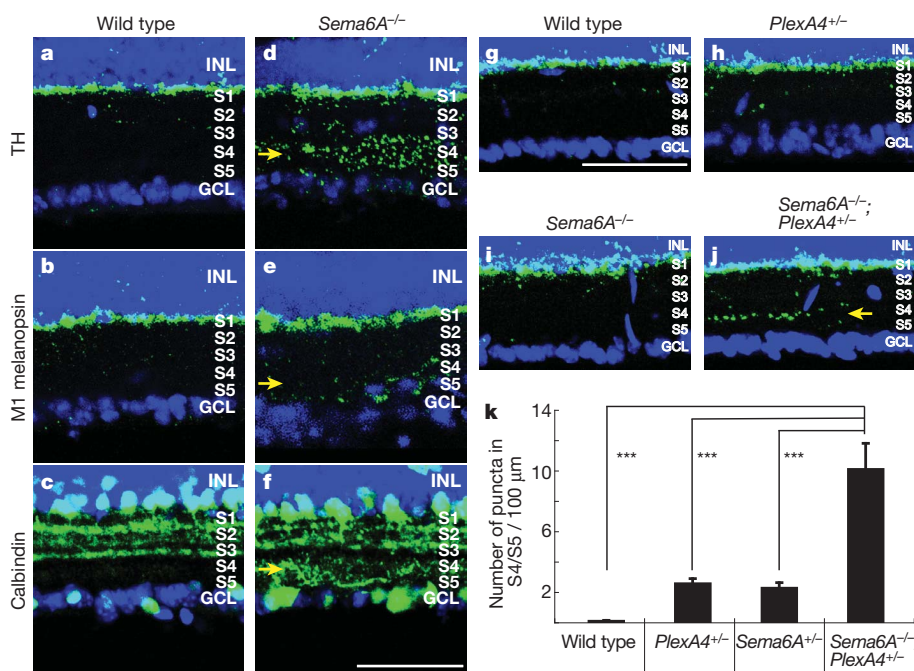 Wild type
Sema6A–/–
TH
a
INL
S1
S2
S3
S4
S5
GCL
d
INL
S1
S2
S3
S4
S5
GCL
M1 melanopsin
b
INL
S1
S2
S3
S4
S5
GCL
e
INL
S1
S2
S3
S4
S5
GCL
Calbindin
c
INL
S1
S2
S3
S4
S5
GCL
f
INL
S1
S2
S3
S4
S5
GCL
Wild type
PlexA4+/–
g
INL
S1
S2
S3
S4
S5
GCL
h
INL
S1
S2
S3
S4
S5
GCL
Sema6A–/–
Sema6A–/–;
PlexA4+/–
i
INL
S1
S2
S3
S4
S5
GCL
j
INL
S1
S2
S3
S4
S5
GCL
k
Number of puncta in
S4/S5 / 100 µm
14
10
6
2
***
***
***
Wild type
PlexA4+/–
Sema6A+/–
Sema6A–/–
PlexA4+/–